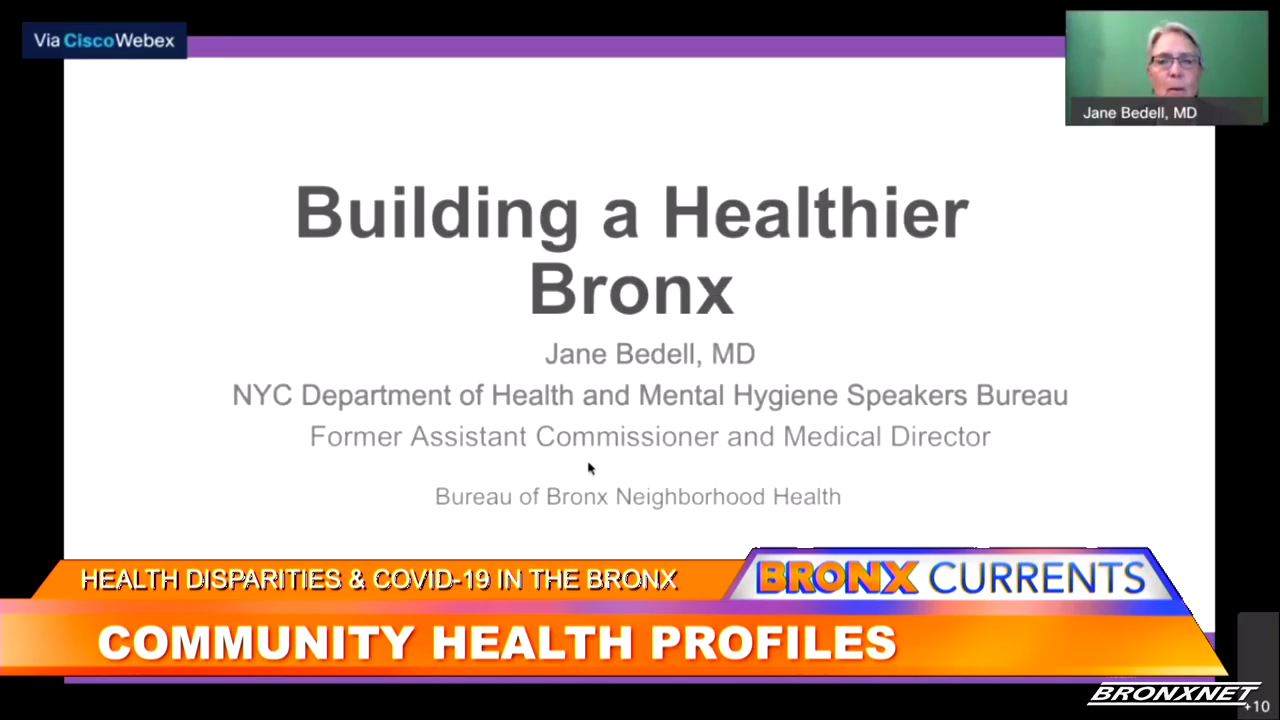 Via Cisco Webex
Jane Bedell, MD
Building a Healthier
Bronx
Jane Bedell, MD
NYC Department of Health and Mental Hygiene Speakers Bureau
Former Assistant Commissioner and Medical Director
Bureau of Bronx Neighborhood Health
HEALTH DISPARITIES & COVID-19 IN THE BRONX
BRONX CURRENTS
COMMUNITY HEALTH PROFILES
BRONXNET
+10